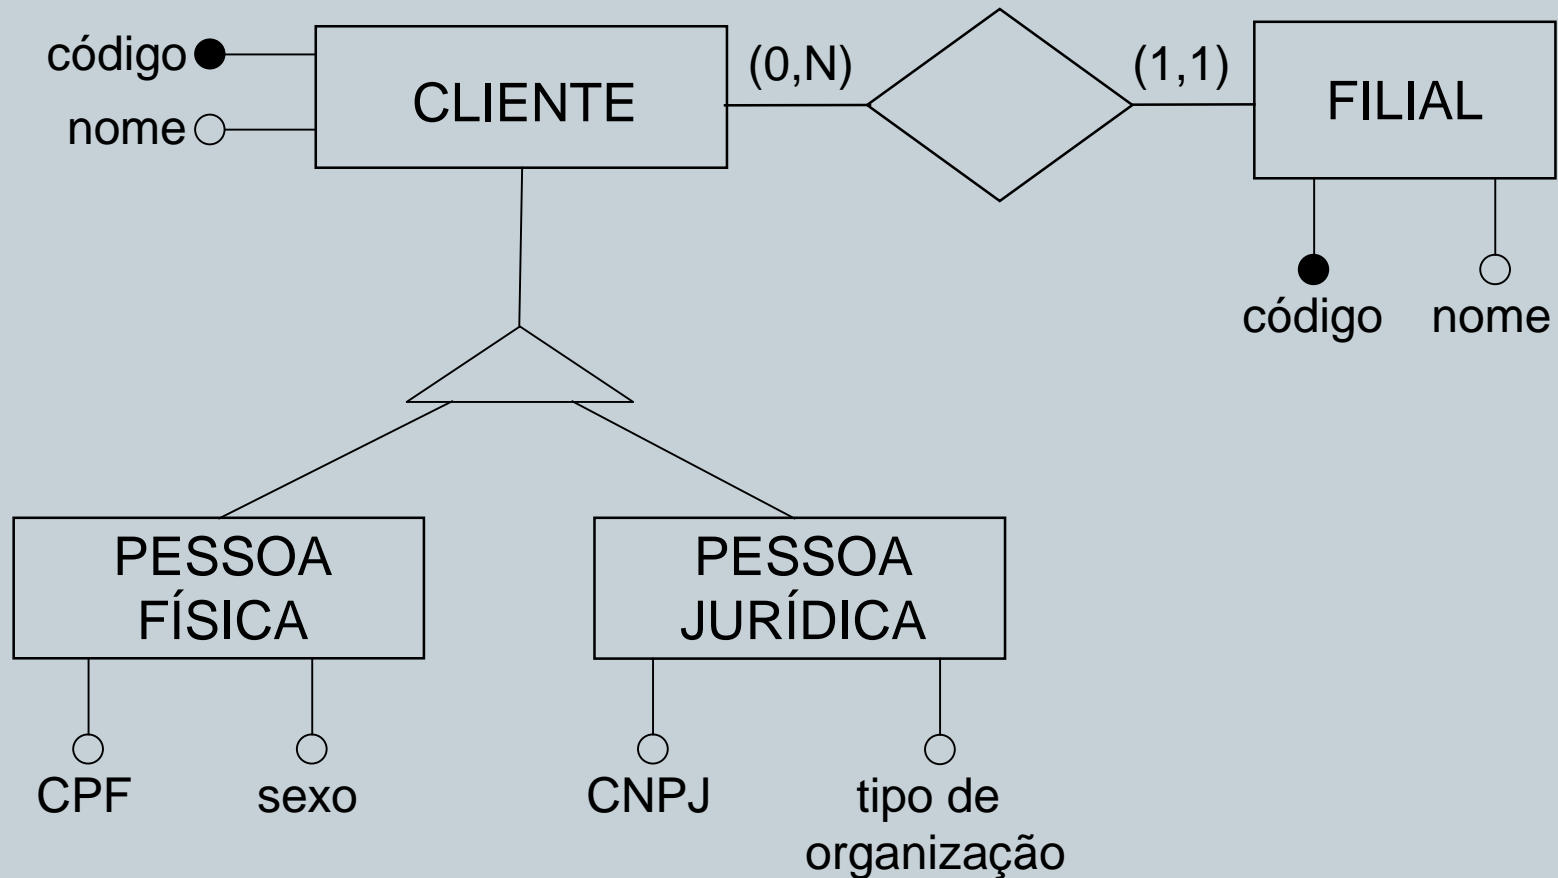 código
nome
CLIENTE
(0,N)
(1,1)
FILIAL
código
nome
PESSOA
FÍSICA
PESSOA
JURÍDICA
CPF
sexo
CNPJ
tipo de
organização